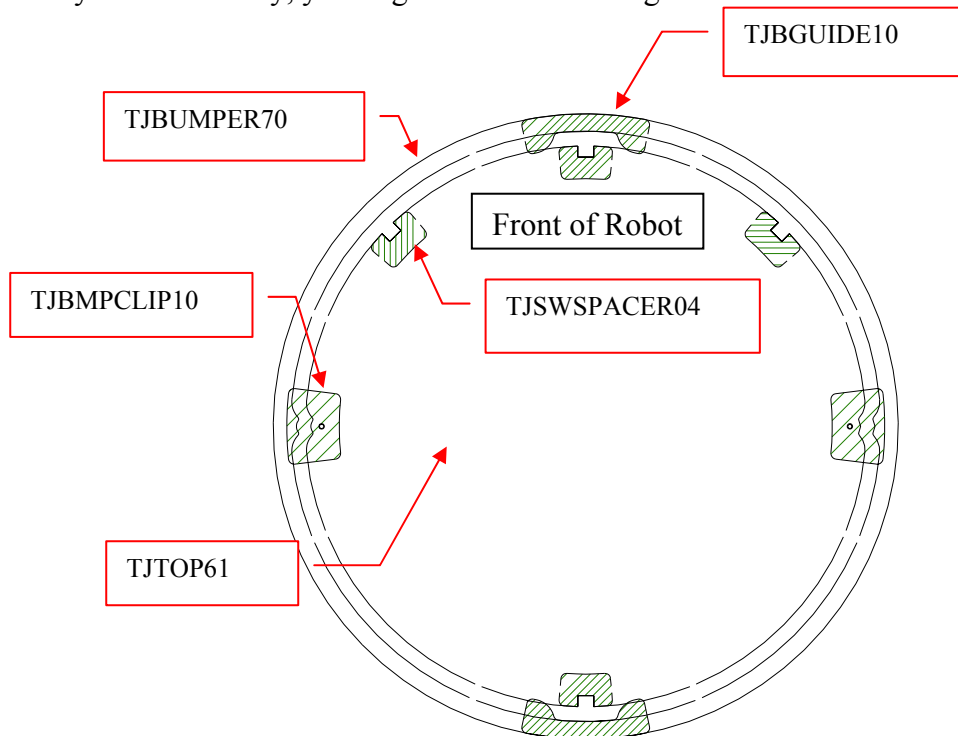 TJBGUIDE10
TJBUMPER70
Front of Robot
TJBMPCLIP10
TJSWSPACER04
TJTOP61